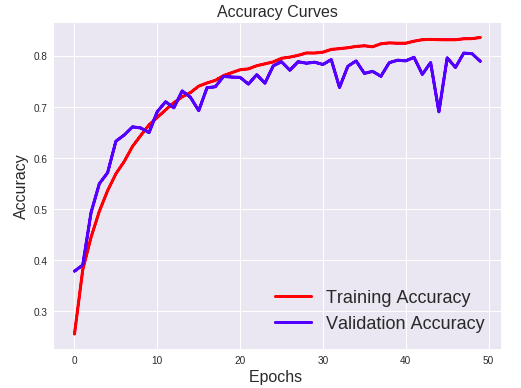 Accuracy Curves
Accuracy
0.8
0.7
0.6
0.5
0.4
0.3
Training Accuracy
Validation Accuracy
0 10 20 30 40 50
Epochs